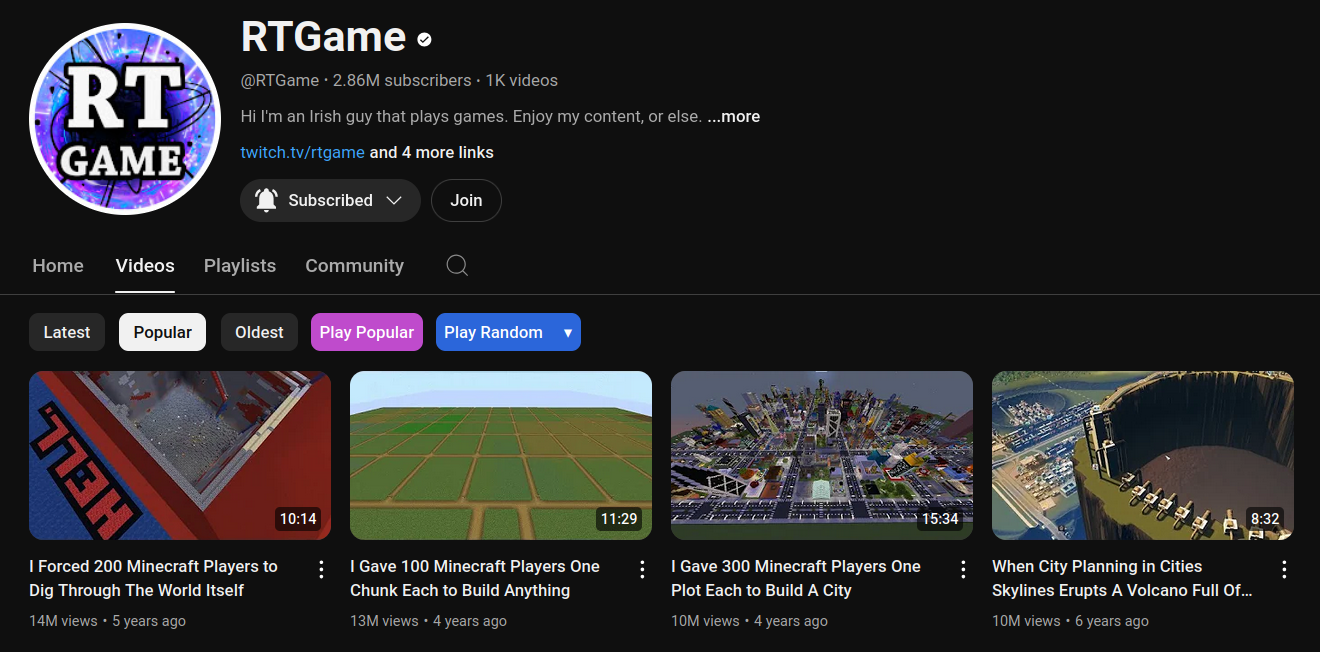 RT
GAME
RTGame
@RTGame • 2.86M subscribers • 1K videos
Hi I'm an Irish guy that plays games. Enjoy my content, or else. ...more
twitch.tv/rtgame and 4 more links
Subscribed
Join
Home
Videos
Playlists
Community
Latest
Popular
Oldest
Play Popular
Play Random ▾
HELL
10:14
11:29
15:34
8:32
I Forced 200 Minecraft Players to
Dig Through The World Itself
14M views • 5 years ago
I Gave 100 Minecraft Players One
Chunk Each to Build Anything
13M views • 4 years ago
I Gave 300 Minecraft Players One
Plot Each to Build A City
10M views • 4 years ago
When City Planning in Cities
Skylines Erupts A Volcano Full Of...
10M views • 6 years ago